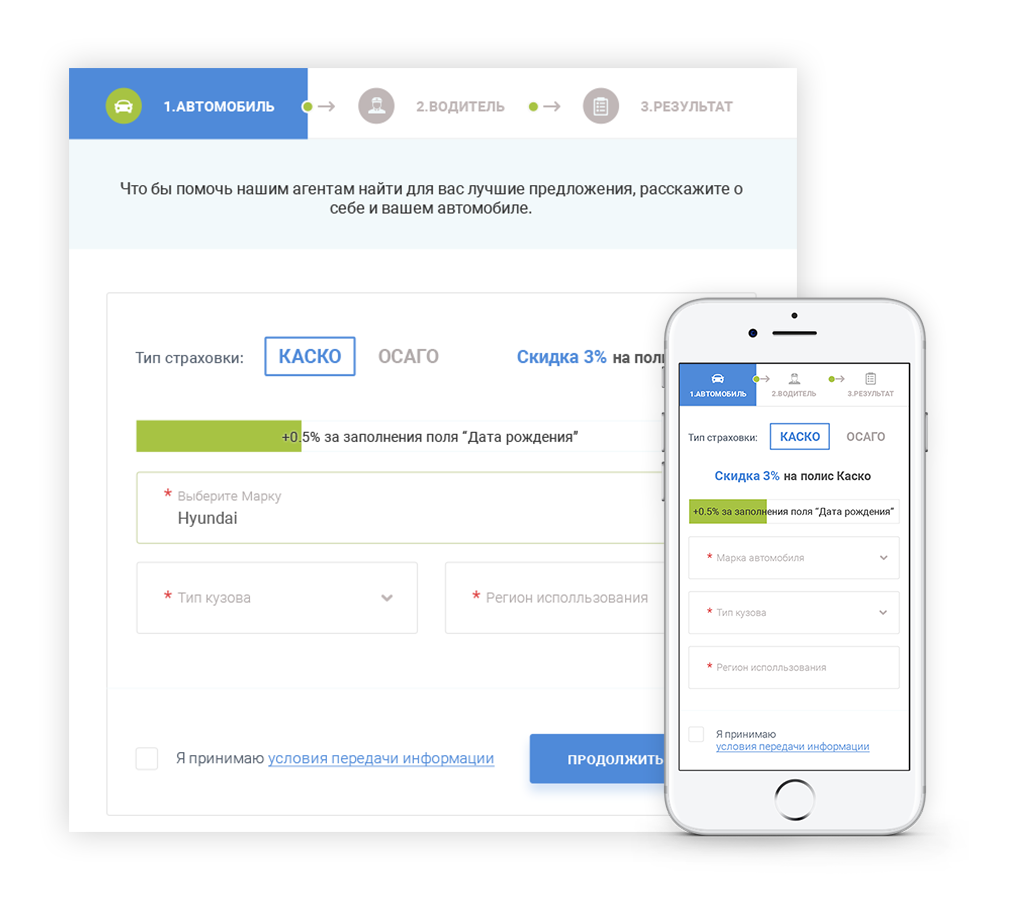 1.АВТОМОБИЛЬ
2.ВОДИТЕЛЬ
3.РЕЗУЛЬТАТ
Что бы помочь нашим агентам найти для вас лучшие предложения, расскажите о
себе и вашем автомобиле.
Тип страховки:
КАСКО
ОСАГО
Скидка 3% на поли
+0.5% за заполнения поля “Дата рождения”
* Выберите Марку
Hyundai
* Тип кузова
* Регион исполльзования
Я принимаю условия передачи информации
ПРОДОЛЖИТЬ
1.АВТОМОБИЛЬ
2.ВОДИТЕЛЬ
3.РЕЗУЛЬТАТ
Тип страховки:
КАСКО
ОСАГО
Скидка 3% на полис Каско
+0.5% за заполнения поля “Дата рождения”
* Марка автомобиля
* Тип кузова
* Регион исполльзования
Я принимаю
условия передачи информации